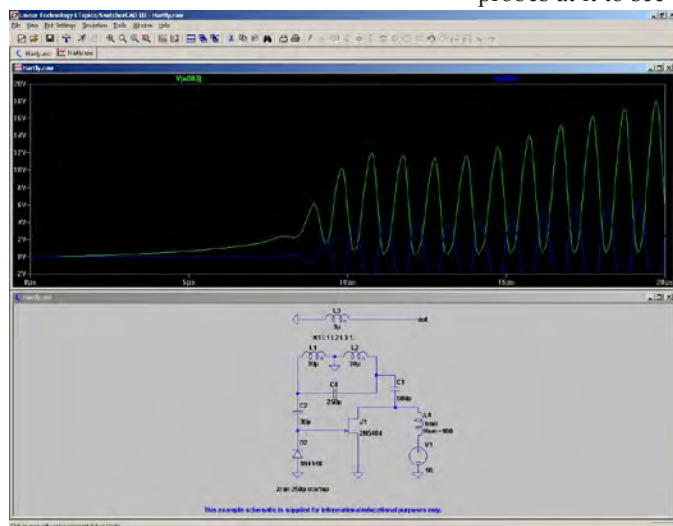 probes at it to see
Linear Technology LTspice/SwitcherCAD III - Hartly.raw
File View Plot Settings Simulation Tools Window Help
Hartly.asc Hartly.raw
Hartly.raw
V(n003)
20V
18V
16V
14V
12V
10V
8V
6V
4V
2V
0V
0µs 5µs 10µs 15µs 20µs
Hartly.asc
L3
3µ
out
L1 L2
30µ 30µ
C4
250p
C1
500p
C2
30p
J1
2N5484
L4
1mH
V1
10
D2
1N4148
.tran 250µ startup
This example schematic is supplied for informational/educational purposes only.